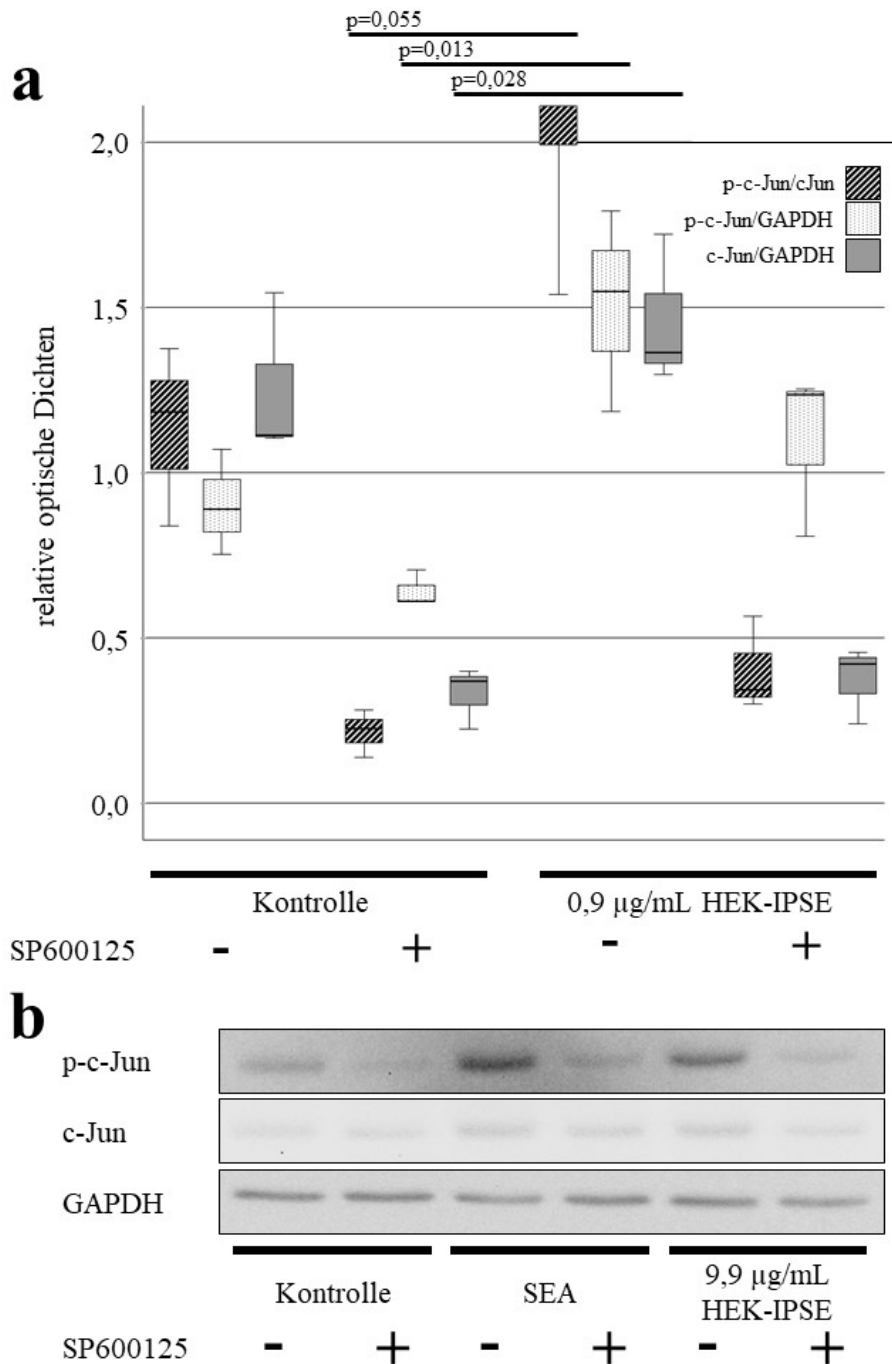 p=0,055
p=0,013
p=0,028
a
2,0
p-c-Jun/cJun
p-c-Jun/GAPDH
c-Jun/GAPDH
1,5
relative optische Dichten
1,0
0,5
0,0
Kontrolle 0,9 µg/mL HEK-IPSE
SP600125 - + - +
b
p-c-Jun
c-Jun
GAPDH
Kontrolle SEA 9,9 µg/mL
HEK-IPSE
SP600125 - + - + - +